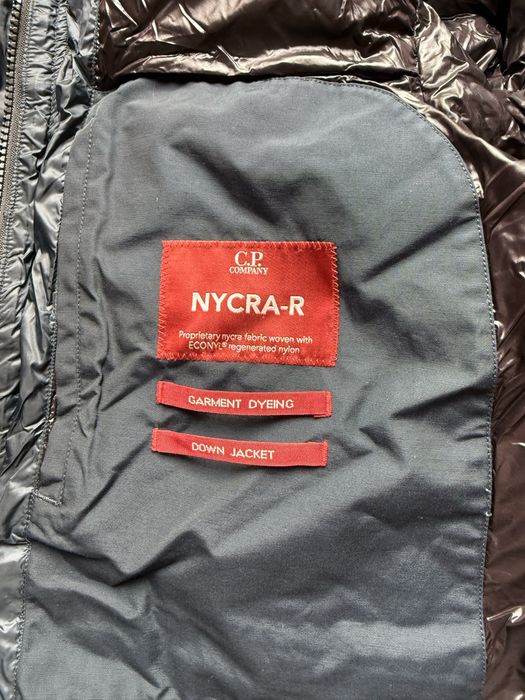 C.P.
COMPANY
NYCRA-R
Proprietary nycra fabric woven with
ECONYL® regenerated nylon
GARMENT DYEING
DOWN JACKET